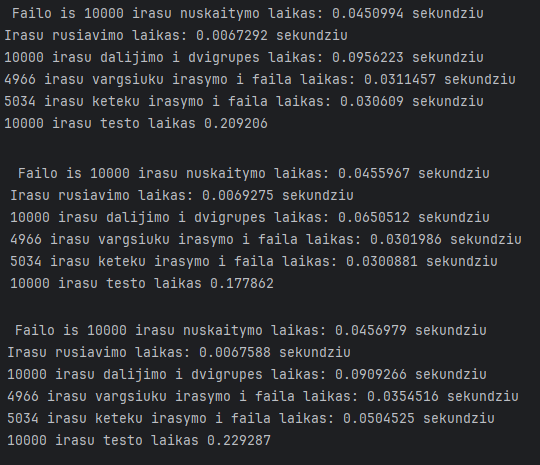 Failo is 10000 irasu nuskaitymo laikas: 0.0450994 sekundziu
Irasu rusiavimo laikas: 0.0067292 sekundziu
10000 irasu dalijimo i dvigrupes laikas: 0.0956223 sekundziu
4966 irasu vargsiuku irasymo i faila laikas: 0.0311457 sekundziu
5034 irasu keteku irasymo i faila laikas: 0.030609 sekundziu
10000 irasu testo laikas 0.209206
Failo is 10000 irasu nuskaitymo laikas: 0.0455967 sekundziu
Irasu rusiavimo laikas: 0.0069275 sekundziu
10000 irasu dalijimo i dvigrupes laikas: 0.0650512 sekundziu
4966 irasu vargsiuku irasymo i faila laikas: 0.0301986 sekundziu
5034 irasu keteku irasymo i faila laikas: 0.0300881 sekundziu
10000 irasu testo laikas 0.177862
Failo is 10000 irasu nuskaitymo laikas: 0.0456979 sekundziu
Irasu rusiavimo laikas: 0.0067588 sekundziu
10000 irasu dalijimo i dvigrupes laikas: 0.0909266 sekundziu
4966 irasu vargsiuku irasymo i faila laikas: 0.0354516 sekundziu
5034 irasu keteku irasymo i faila laikas: 0.0504525 sekundziu
10000 irasu testo laikas 0.229287